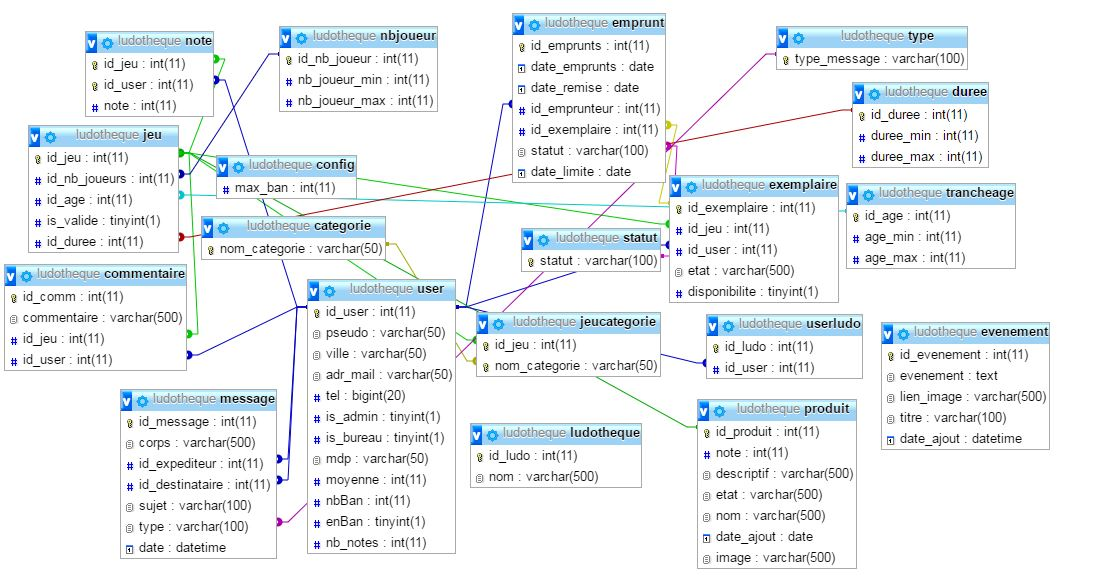 ludotheque note
id_jeu : int(11)
id_user : int(11)
note : int(11)
ludotheque nbjoueur
id_nb_joueur : int(11)
nb_joueur_min : int(11)
nb_joueur_max : int(11)
ludotheque emprunt
id_emprunts : int(11)
date_emprunts : date
date_remise : date
id_emprunteur : int(11)
id_exemplaire : int(11)
statut : varchar(100)
date_limite : date
ludotheque type
type_message : varchar(100)
ludotheque duree
id_duree : int(11)
duree_min : int(11)
duree_max : int(11)
ludotheque jeu
id_jeu : int(11)
id_nb_joueurs : int(11)
id_age : int(11)
is_valide : tinyint(1)
id_duree : int(11)
ludotheque config
max_ban : int(11)
ludotheque categorie
nom_categorie : varchar(50)
ludotheque statut
statut : varchar(100)
ludotheque exemplaire
id_exemplaire : int(11)
id_jeu : int(11)
id_user : int(11)
etat : varchar(500)
disponibilite : tinyint(1)
ludotheque trancheage
id_age : int(11)
age_min : int(11)
age_max : int(11)
ludotheque commentaire
id_comm : int(11)
commentaire : varchar(500)
id_jeu : int(11)
id_user : int(11)
ludotheque user
id_user : int(11)
pseudo : varchar(50)
ville : varchar(50)
adr_mail : varchar(50)
tel : bigint(20)
is_admin : tinyint(1)
is_bureau : tinyint(1)
mdp : varchar(50)
moyenne : int(11)
nbBan : int(11)
enBan : tinyint(1)
nb_notes : int(11)
ludotheque jeucategorie
id_jeu : int(11)
nom_categorie : varchar(50)
ludotheque userludo
id_ludo : int(11)
id_user : int(11)
ludotheque evenement
id_evenement : int(11)
evenement : text
lien_image : varchar(500)
titre : varchar(100)
date_ajout : datetime
ludotheque message
id_message : int(11)
corps : varchar(500)
id_expediteur : int(11)
id_destinataire : int(11)
sujet : varchar(100)
type : varchar(100)
date : datetime
ludotheque ludotheque
id_ludo : int(11)
nom : varchar(500)
ludotheque produit
id_produit : int(11)
note : int(11)
descriptif : varchar(500)
etat : varchar(500)
nom : varchar(500)
date_ajout : date
image : varchar(500)